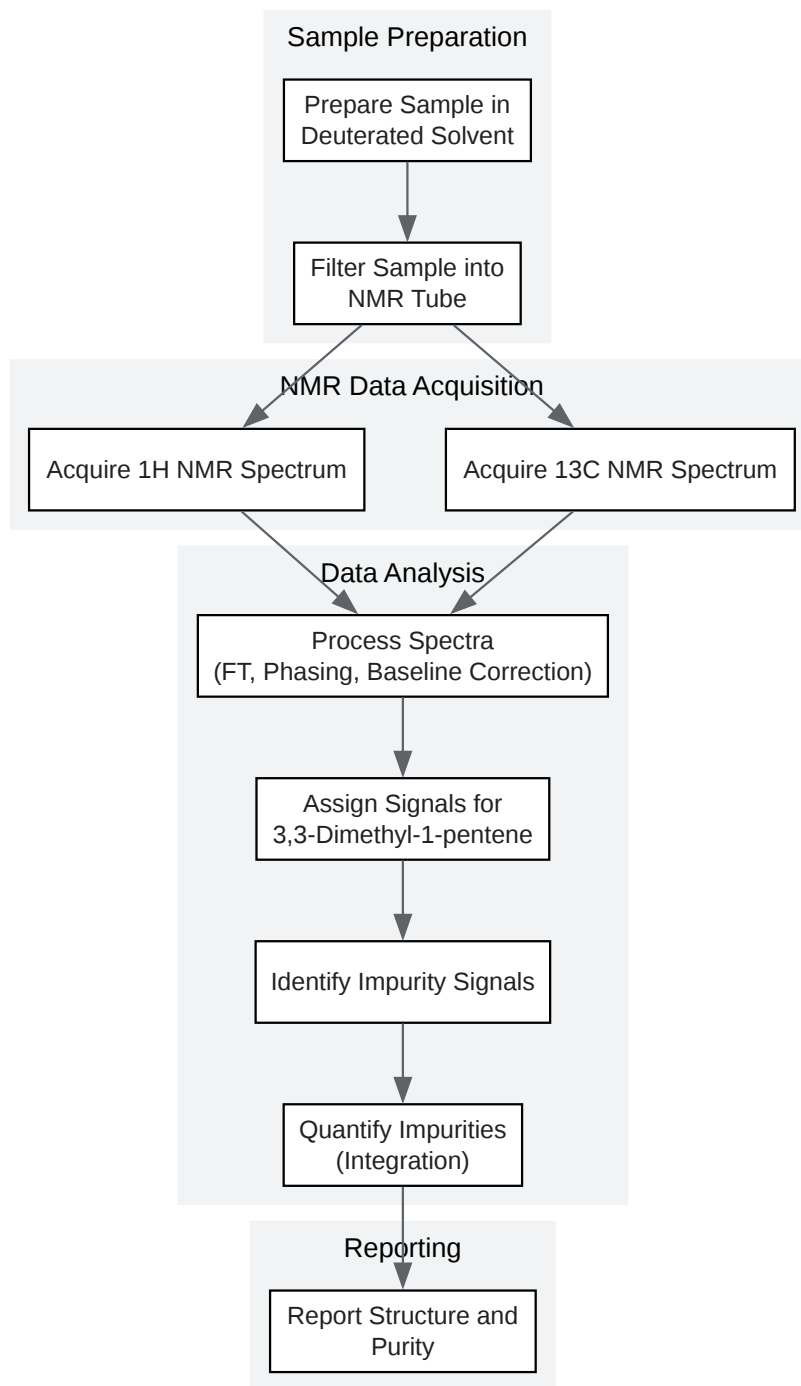 Sample Preparation
Prepare Sample in
Deuterated Solvent
Filter Sample into
NMR Tube
NMR Data Acquisition
Acquire 1H NMR Spectrum
Acquire 13C NMR Spectrum
Data Analysis
Process Spectra
(FT, Phasing, Baseline Correction)
Assign Signals for
3,3-Dimethyl-1-pentene
Identify Impurity Signals
Quantify Impurities
(Integration)
Reporting
Report Structure and
Purity